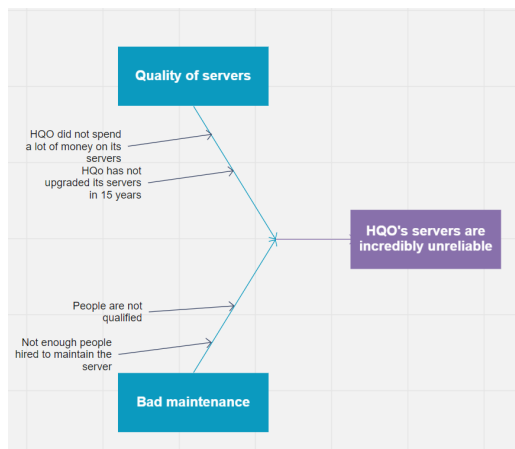 Quality of servers
HQO did not spend
a lot of money on its
servers
HQo has not
upgraded its servers
in 15 years
HQO's servers are
incredibly unreliable
People are not
qualified
Not enough people
hired to maintain the
server
Bad maintenance